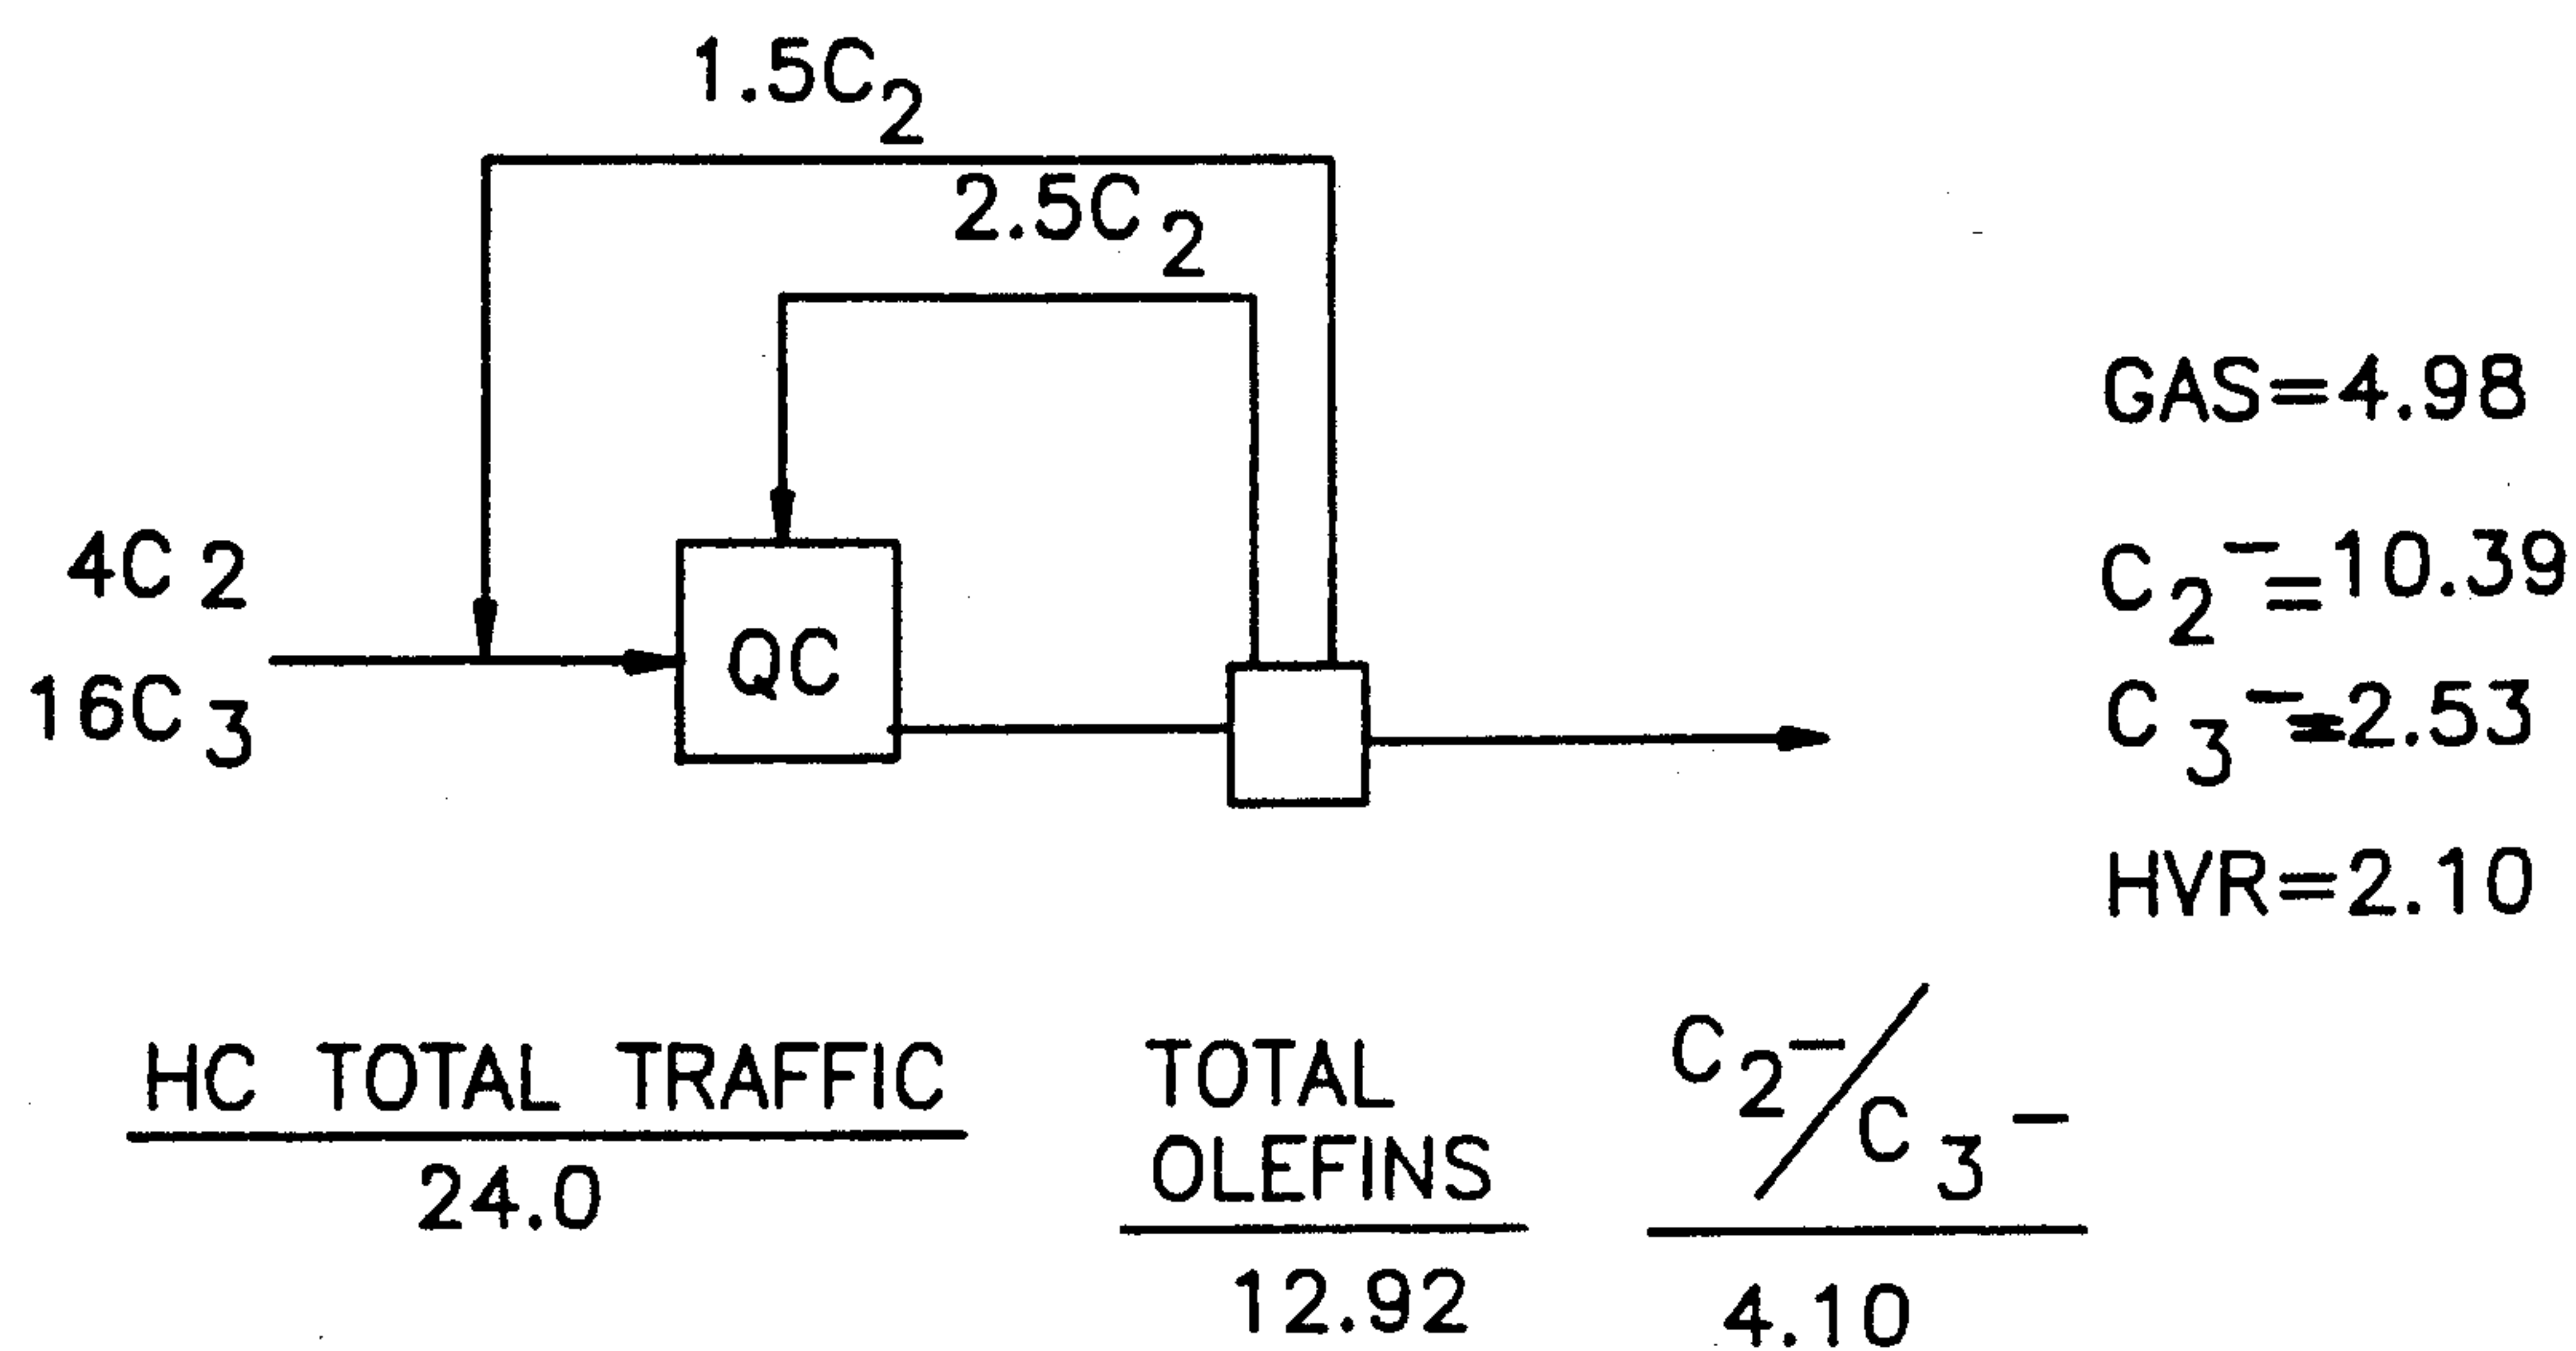 1.5C2
2.5C2
4C2
16C3
QC
GAS=4.98
C2-=10.39
C3-=2.53
HVR=2.10
HC TOTAL TRAFFIC
24.0
TOTAL
OLEFINS
12.92
C2-/C3-
4.10